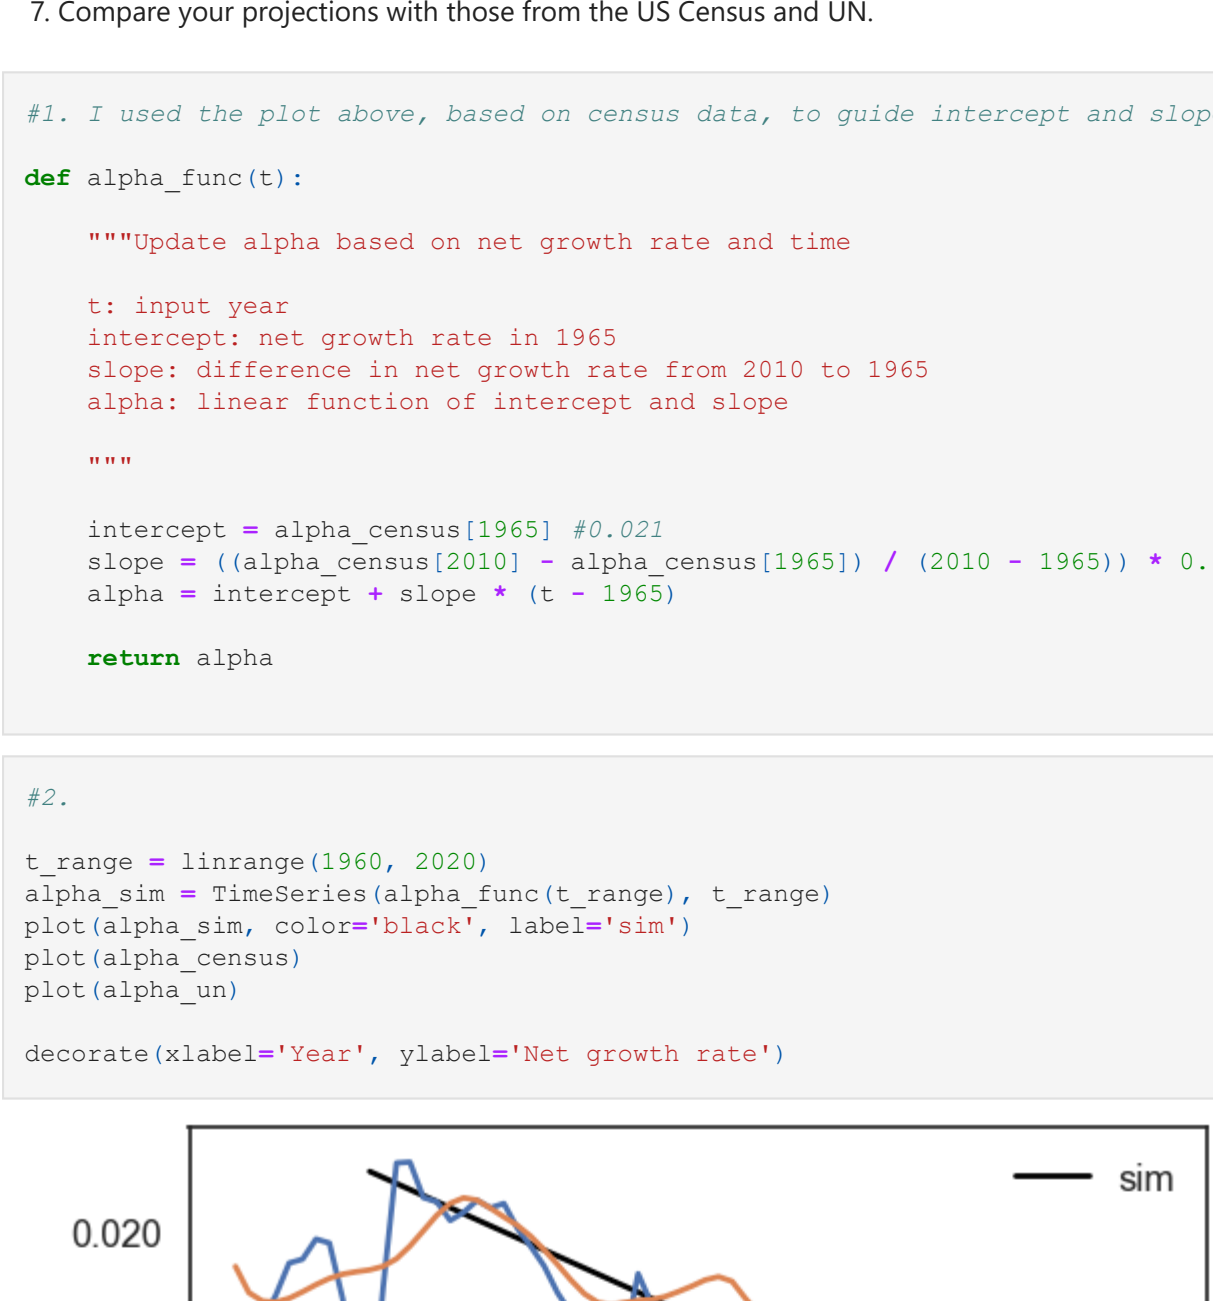 7. Compare your projections with those from the US Census and UN.
#1. I used the plot above, based on census data, to guide intercept and slop
def alpha_func(t):
"""Update alpha based on net growth rate and time
t: input year
intercept: net growth rate in 1965
slope: difference in net growth rate from 2010 to 1965
alpha: linear function of intercept and slope
"""
intercept = alpha_census[1965] #0.021
slope = ((alpha_census[2010] - alpha_census[1965]) / (2010 - 1965)) * 0.
alpha = intercept + slope * (t - 1965)
return alpha
#2.
t_range = linrange(1960, 2020)
alpha_sim = TimeSeries(alpha_func(t_range), t_range)
plot(alpha_sim, color='black', label='sim')
plot(alpha_census)
plot(alpha_un)
decorate(xlabel='Year', ylabel='Net growth rate')
sim
0.020